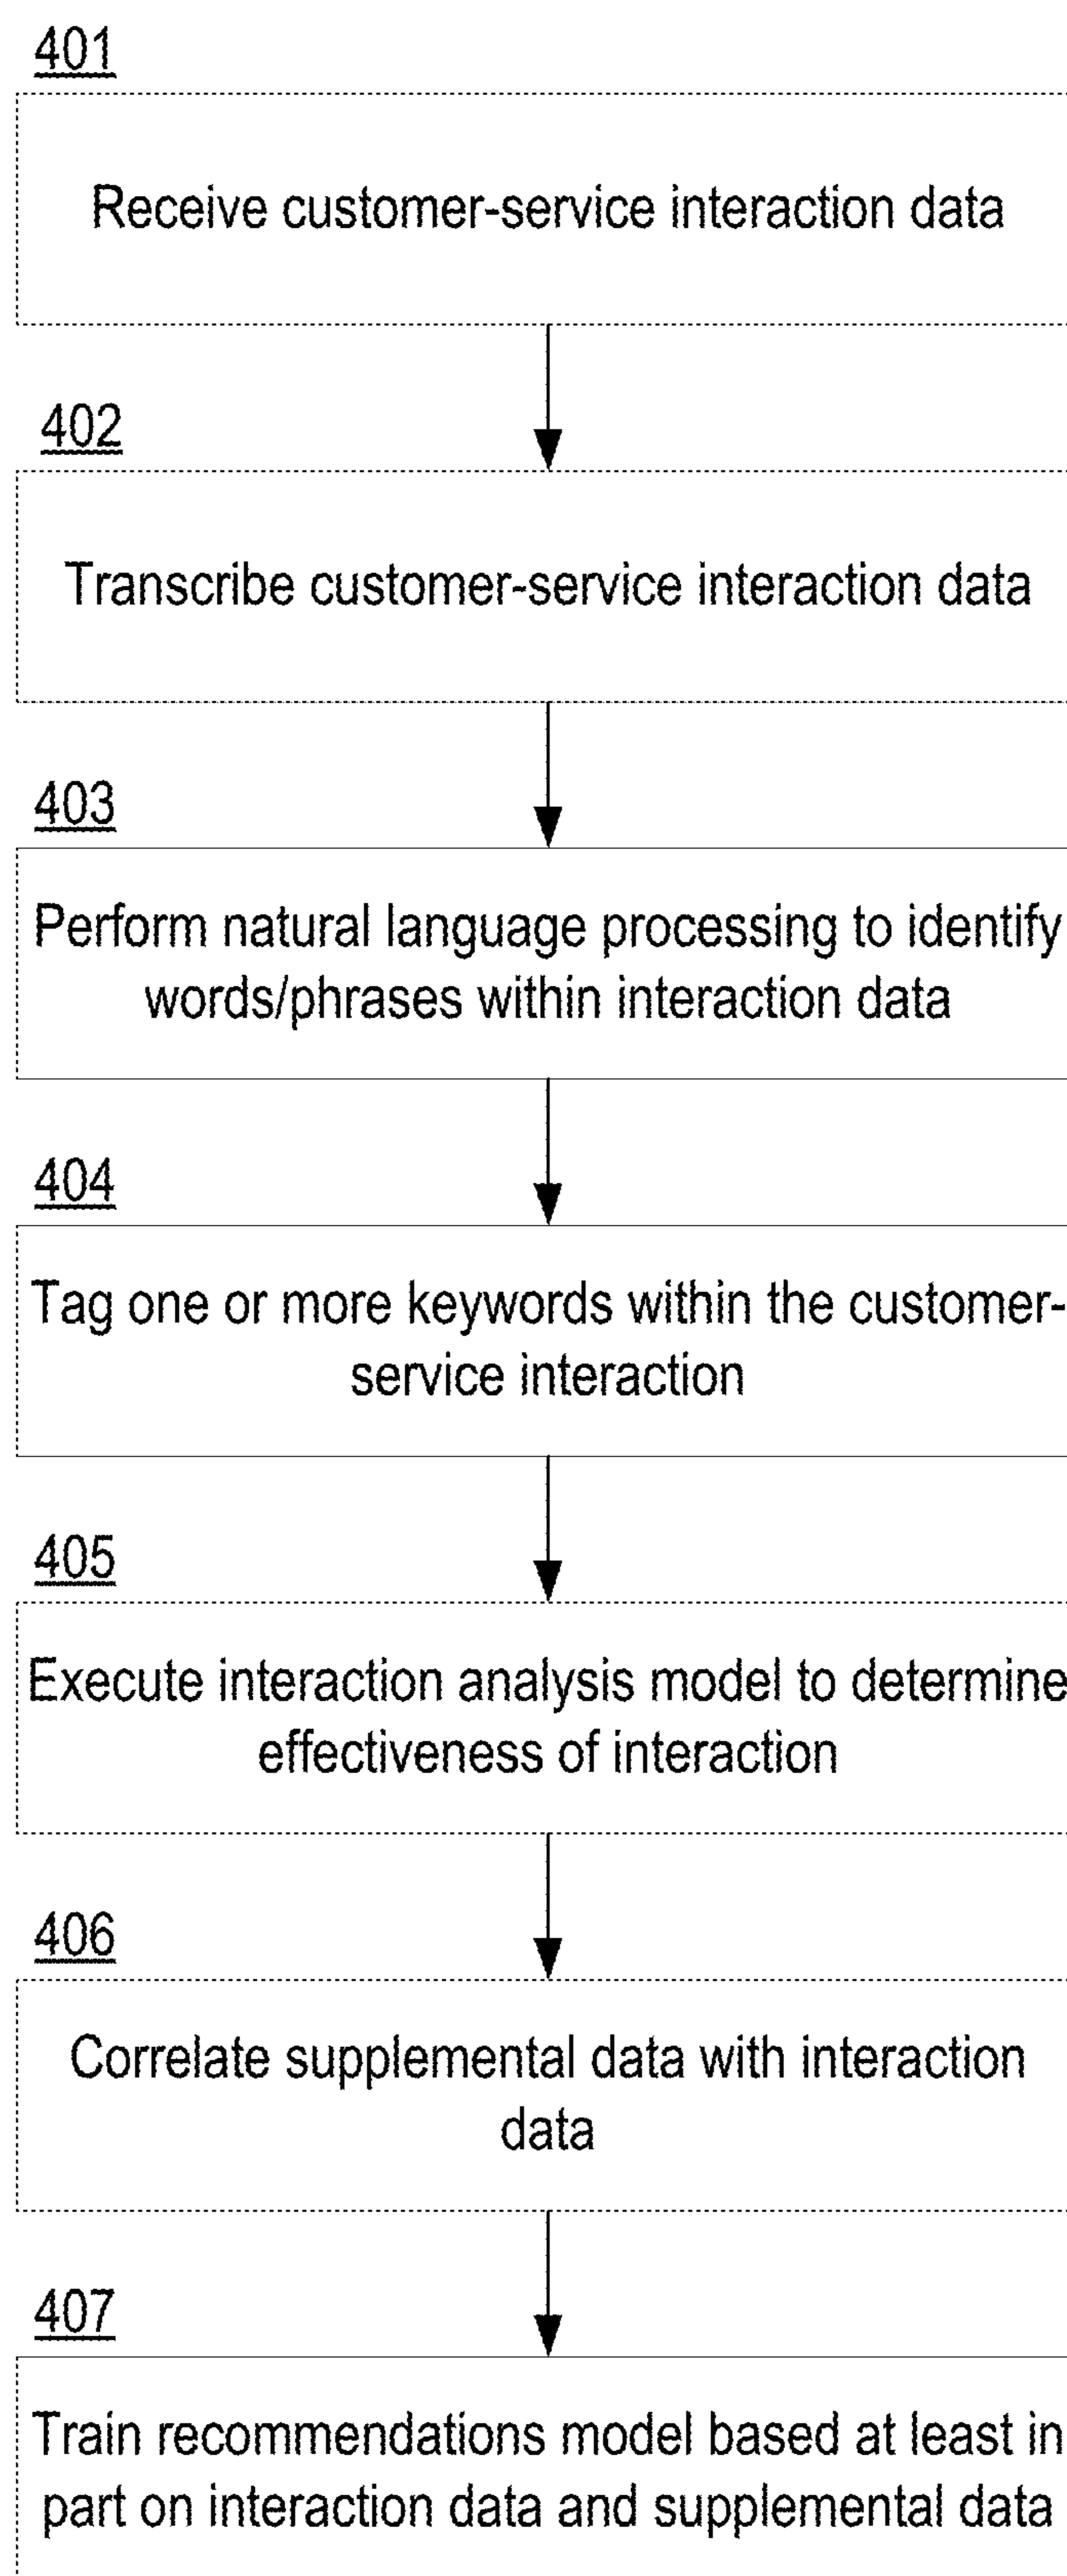 401
Receive customer-service interaction data
402
Transcribe customer-service interaction data
403
Perform natural language processing to identify
words/phrases within interaction data
404
Tag one or more keywords within the customer-
service interaction
405
Execute interaction analysis model to determine
effectiveness of interaction
406
Correlate supplemental data with interaction
data
407
Train recommendations model based at least in
part on interaction data and supplemental data